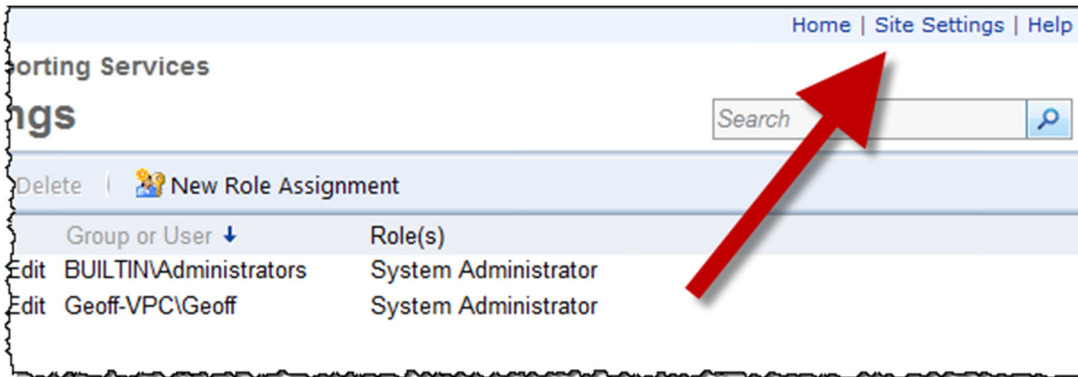 Home | Site Settings | Help
orting Services
ngs
Search
Delete | New Role Assignment
Group or User ↓ Role(s)
Edit BUILTIN\Administrators System Administrator
Edit Geoff-VPC\Geoff System Administrator